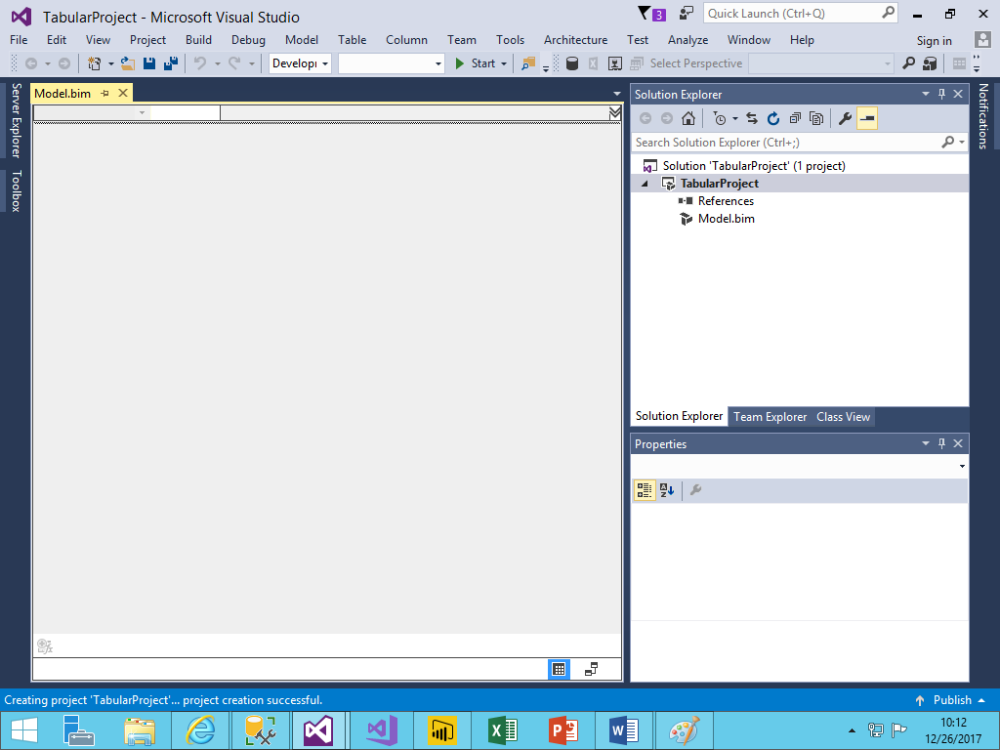 TabularProject - Microsoft Visual Studio
3
Quick Launch (Ctrl+Q)
File Edit View Project Build Debug Model Table Column Team Tools Architecture Test Analyze Window Help
Sign in
Develop Start Select Perspective
Server Explorer
Toolbox
Model.bim
Solution Explorer
Search Solution Explorer (Ctrl+;)
Solution 'TabularProject' (1 project)
TabularProject
References
Model.bim
Solution Explorer Team Explorer Class View
Properties
Notifications
Creating project 'TabularProject'... project creation successful.
Publish
10:12
12/26/2017